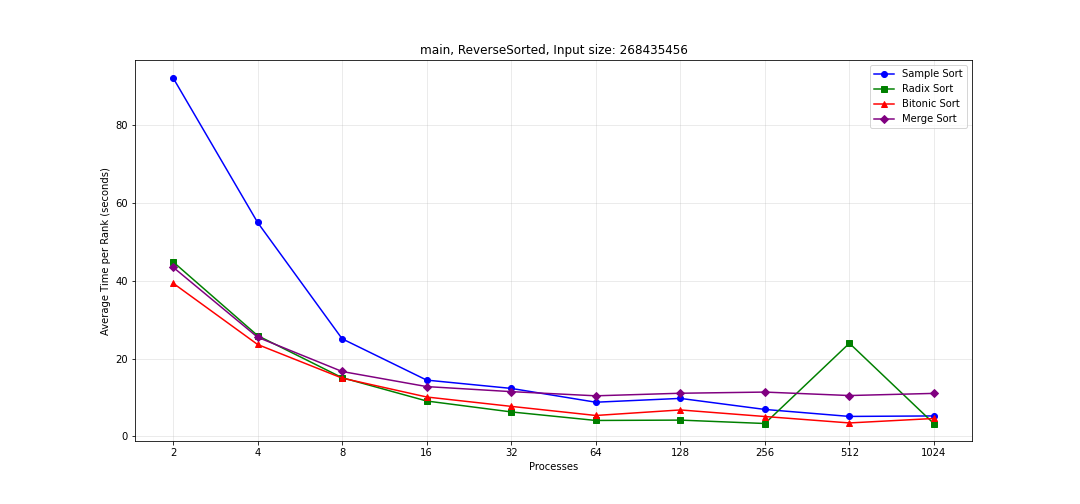 main, ReverseSorted, Input size: 268435456
Sample Sort
Radix Sort
Bitonic Sort
Merge Sort
Average Time per Rank (seconds)
80
60
40
20
0
2 4 8 16 32 64 128 256 512 1024
Processes